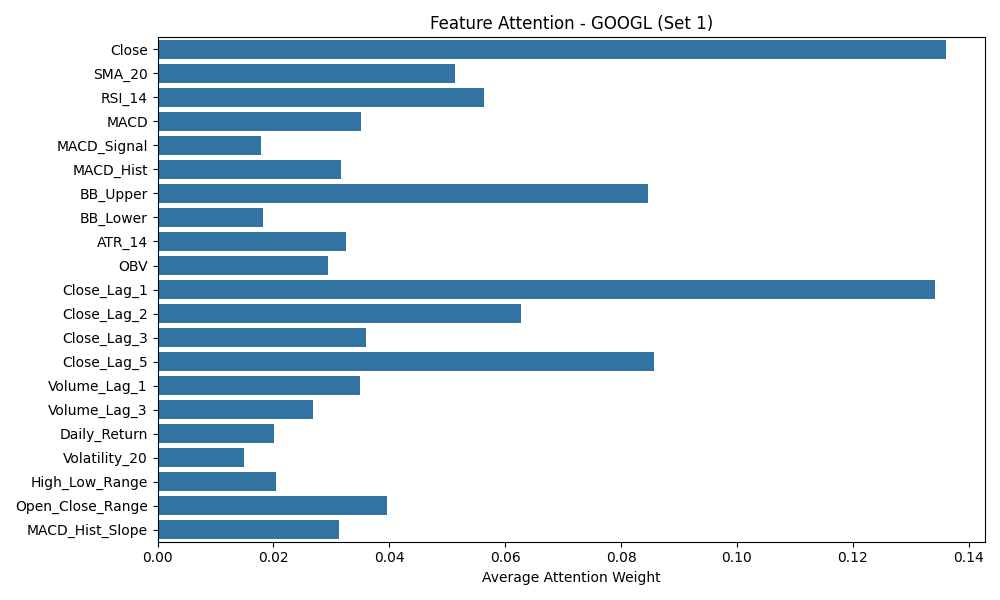 Feature Attention - GOOGL (Set 1)
Close
SMA_20
RSI_14
MACD
MACD_Signal
MACD_Hist
BB_Upper
BB_Lower
ATR_14
OBV
Close_Lag_1
Close_Lag_2
Close_Lag_3
Close_Lag_5
Volume_Lag_1
Volume_Lag_3
Daily_Return
Volatility_20
High_Low_Range
Open_Close_Range
MACD_Hist_Slope
0.00 0.02 0.04 0.06 0.08 0.10 0.12 0.14
Average Attention Weight